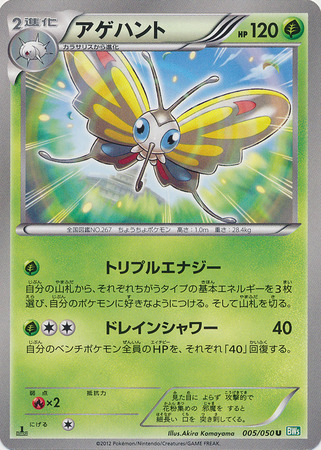 2進化 アゲハント HP120
カラサリスから進化
全国図鑑NO.267 ちょうちょポケモン 高さ:1.0m 重さ:28.4kg
トリプルエナジー
自分の山札から、それぞれちがうタイプの基本エネルギーを3枚
選び、自分のポケモンに好きなようにつける。そして山札を切る。
ドレインシャワー 40
自分のベンチポケモン全員のHPを、それぞれ「40」回復する。
弱点 抵抗力
×2
にげる
見た目に よらず 攻撃的で
花粉集めの 邪魔を すると
細長い 口を 突き刺して 怒る。
Illus.Akira Komayama
005/050 U
©2012 Pokémon/Nintendo/Creatures/GAME FREAK.